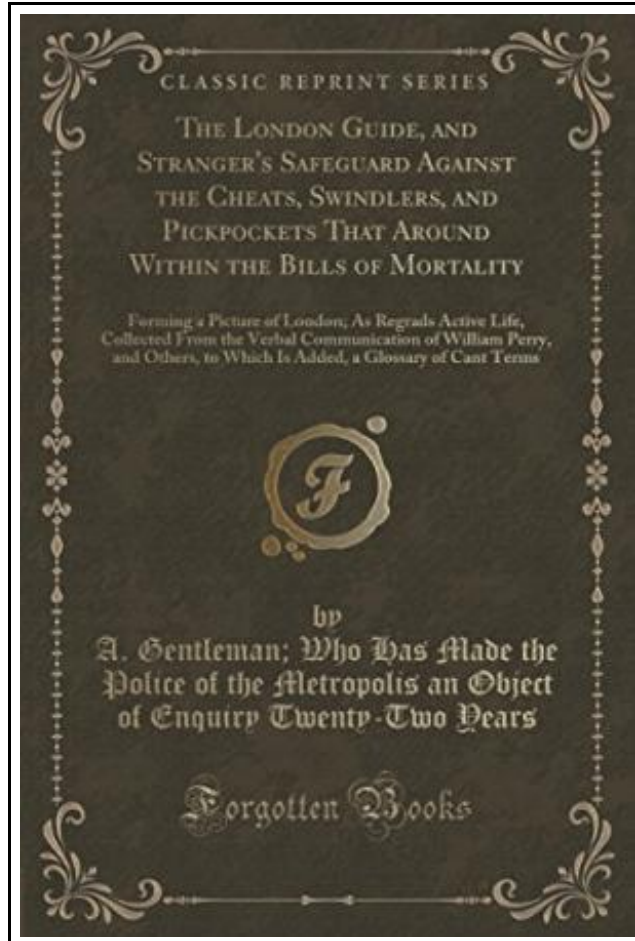 CLASSIC REPRINT SERIES
THE LONDON GUIDE, AND
STRANGER'S SAFEGUARD AGAINST
THE CHEATS, SWINDLERS, AND
PICKPOCKETS THAT AROUND
WITHIN THE BILLS OF MORTALITY
Forming a Picture of London; As Regrads Active Life,
Collected From the Verbal Communication of William Perry,
and Others, to Which Is Added, a Glossary of Cant Terms
F
by
A. Gentleman; Who Has Made the
Police of the Metropolis an Object
of Enquiry Twenty-Two Years
Forgotten Books